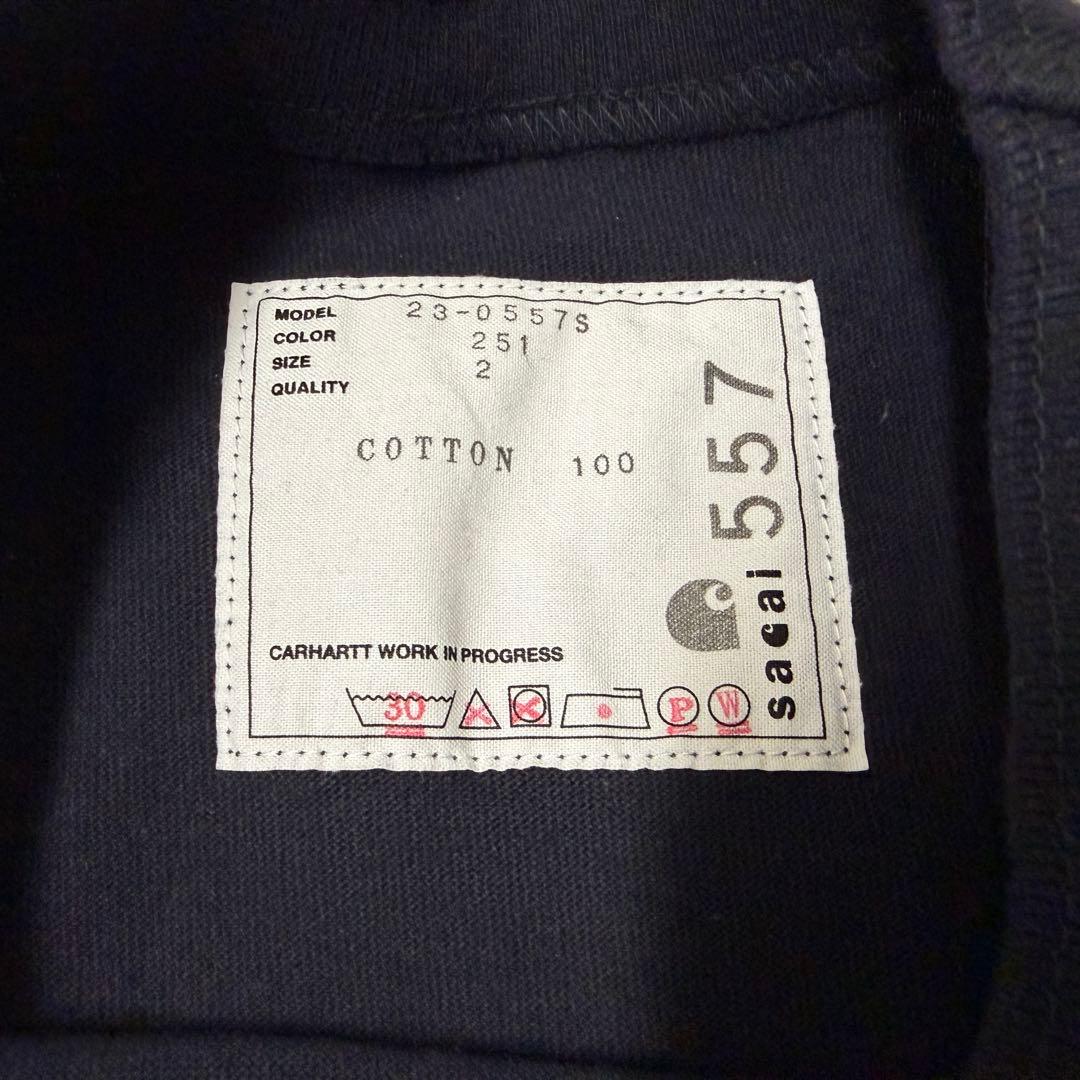 MODEL 23-0557S
COLOR 251
SIZE 2
QUALITY
COTTON 100
CARHARTT WORK IN PROGRESS
30
P
W
sacai
557